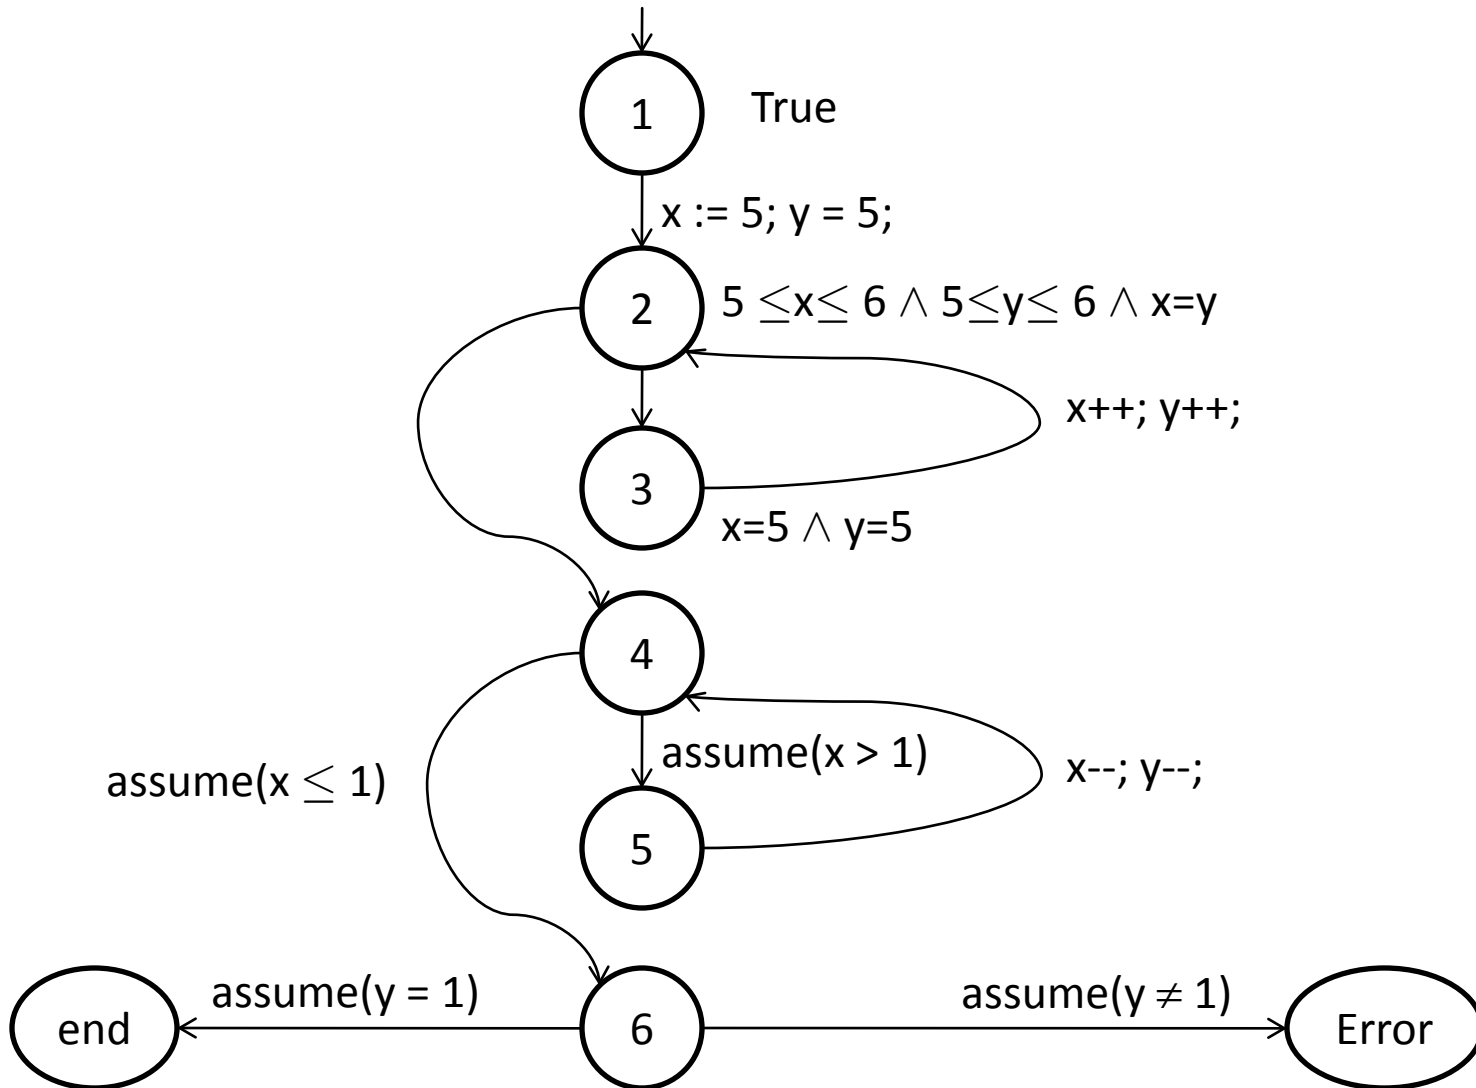 1 True
x := 5; y = 5;
2 5 ≤x≤ 6 ∧ 5≤y≤ 6 ∧ x=y
x++; y++;
3
x=5 ∧ y=5
4
assume(x > 1)
x--; y--;
assume(x ≤ 1)
5
assume(y = 1)
assume(y ≠ 1)
end
6
Error